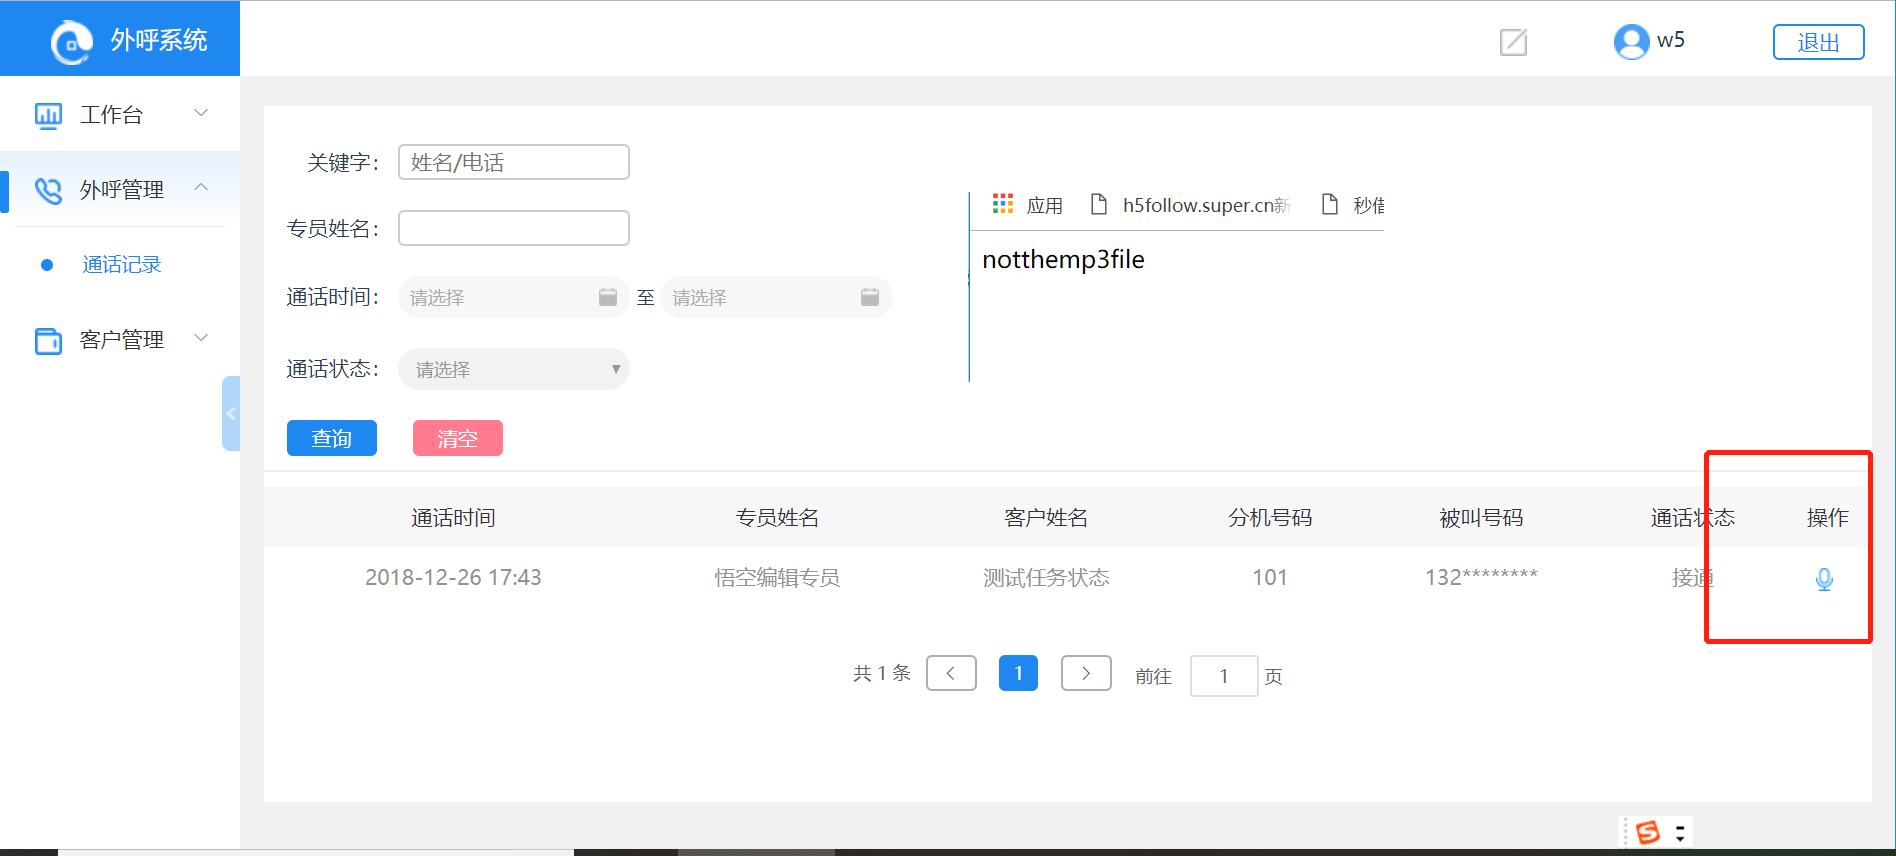 外呼系统
w5
退出
工作台
外呼管理
通话记录
客户管理
关键字：
姓名/电话
专员姓名：
通话时间：
请选择
至
请选择
通话状态：
请选择
查询
清空
应用
h5follow.super.cn新
秒借
notthemp3file
通话时间 专员姓名 客户姓名 分机号码 被叫号码 通话状态 操作
2018-12-26 17:43 悟空编辑专员 测试任务状态 101 132******** 接通
共 1 条
1
前往
1
页